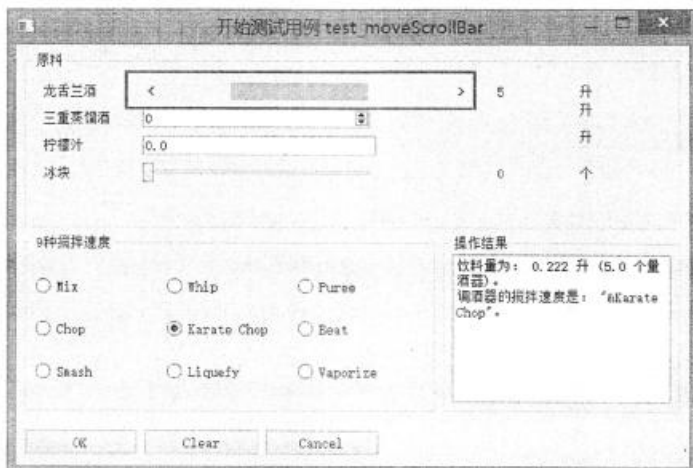 开始测试用例 test_moveScrollBar
原料
龙舌兰酒 < > 5 升
三重蒸馏酒 0 升
柠檬汁 0.0 升
冰块 0 个
9种搅拌速度
Mix Whip Puree
Chop Karate Chop Beat
Smash Liquefy Vaporize
操作结果
饮料量为： 0.222 升 (5.0 个量
酒器)。
调酒器的搅拌速度是： "&Karate
Chop"。
OK Clear Cancel